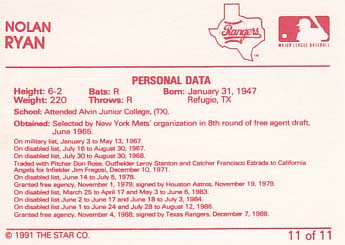 NOLAN
RYAN
Rangers
MAJOR LEAGUE BASEBALL
PERSONAL DATA
Height: 6-2 Bats: R Born: January 31, 1947
Weight: 220 Throws: R Refugio, TX
School: Attended Alvin Junior College, (TX).
Obtained: Selected by New York Mets' organization in 8th round of free agent draft,
June 1965.
On military list, January 3 to May 13, 1967.
On disabled list, July 16 to August 30, 1967.
On disabled list, July 30 to August 30, 1968.
Traded with Pitcher Don Rose, Outfielder Leroy Stanton and Catcher Francisco Estrada to California
Angels for Infielder Jim Fregosi, December 10, 1971.
On disabled list, June 14 to July 5, 1978.
Granted free agency, November 1, 1979; signed Houston Astros, November 19, 1979.
On disabled list, March 25 to April 17 and May 3 to June 6, 1983.
On disabled list, June 2 to June 17 and June 18 to July 3, 1984.
On disabled list, June 1 to June 24 and July 28 to August 12, 1986.
Granted free agency, November 4, 1988; signed Texas Rangers, December 7, 1988.
© 1991 THE STAR CO. 11 of 11